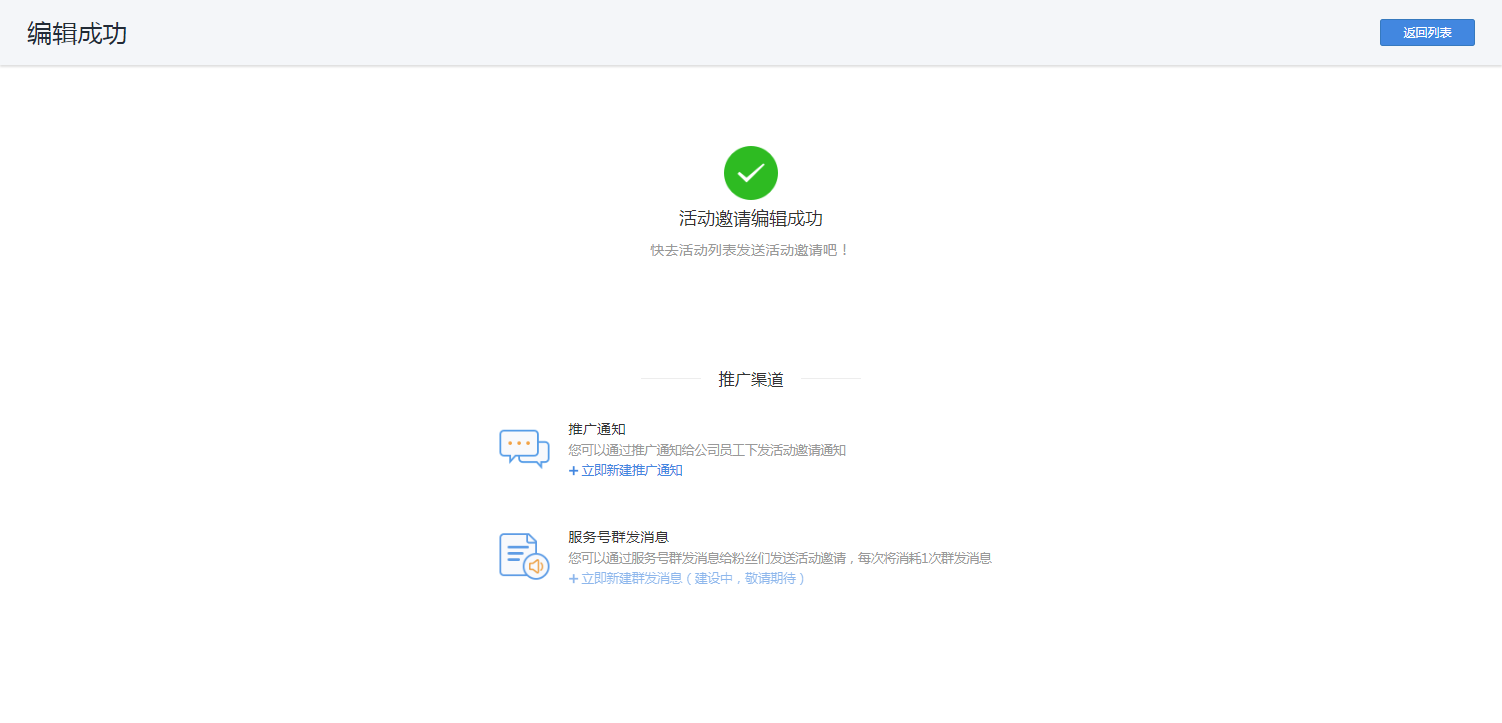 编辑成功
返回列表
活动邀请编辑成功
快去活动列表发送活动邀请吧！
推广渠道
推广通知
您可以通过推广通知给公司员工下发活动邀请通知
+ 立即新建推广通知
服务号群发消息
您可以通过服务号群发消息给粉丝们发送活动邀请，每次将消耗1次群发消息
+ 立即新建群发消息（建设中，敬请期待）